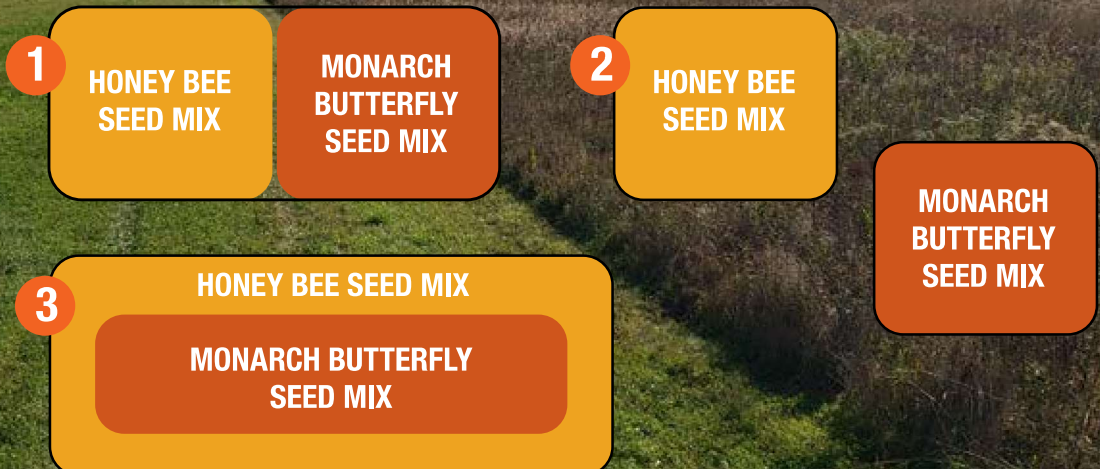 1
HONEY BEE
SEED MIX
MONARCH
BUTTERFLY
SEED MIX
2
HONEY BEE
SEED MIX
MONARCH
BUTTERFLY
SEED MIX
3
HONEY BEE SEED MIX
MONARCH BUTTERFLY
SEED MIX